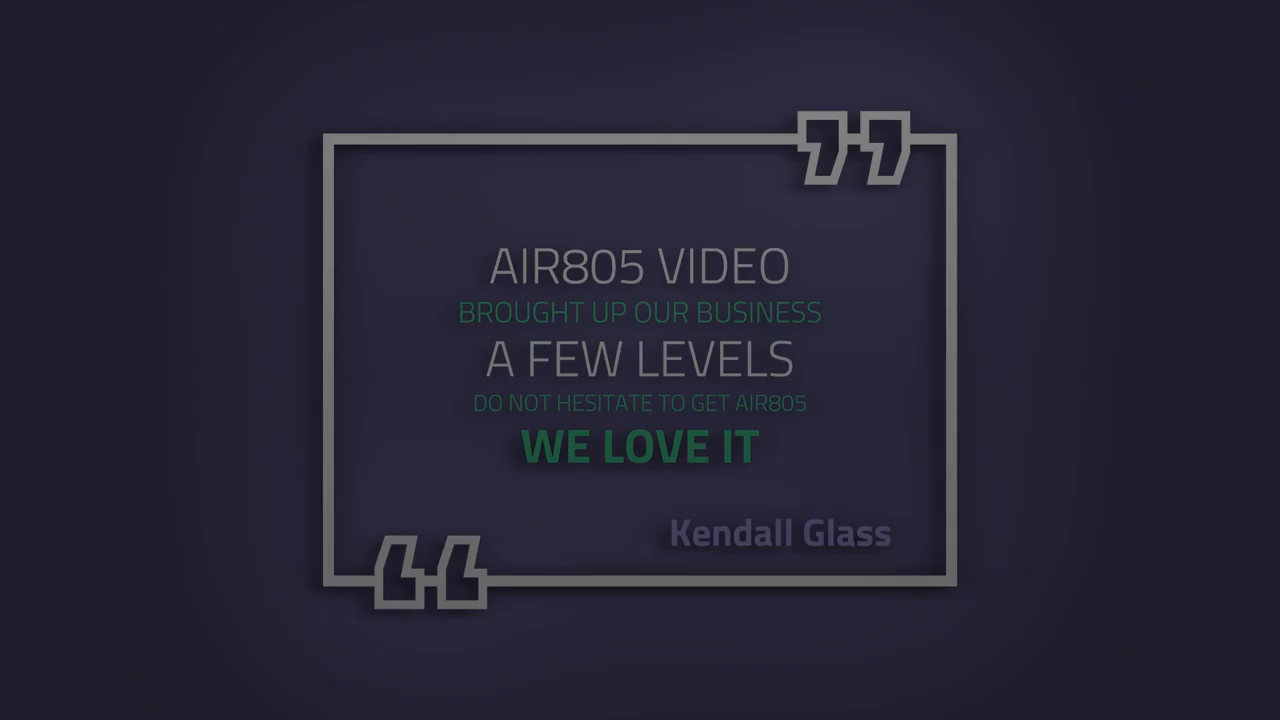 AIR805 VIDEO
BROUGHT UP OUR BUSINESS
A FEW LEVELS
DO NOT HESITATE TO GET AIR805
WE LOVE IT
Kendall Glass